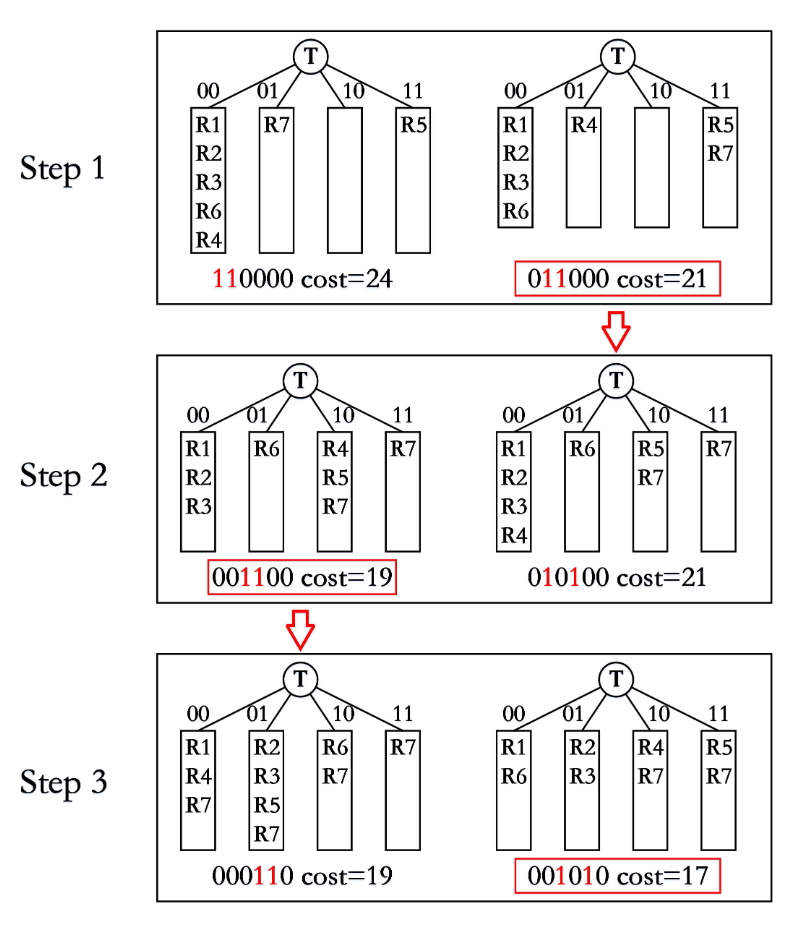 Step 1
T
00 01 10 11
R1 R7 R5
R2
R3
R6
R4
110000 cost=24
T
00 01 10 11
R1 R4 R5
R2 R7
R3
R6
011000 cost=21
Step 2
T
00 01 10 11
R1 R6 R4 R7
R2 R5
R3 R7
001100 cost=19
T
00 01 10 11
R1 R6 R5 R7
R2 R7
R3
R4
010100 cost=21
Step 3
T
00 01 10 11
R1 R2 R6 R7
R4 R3 R7
R7 R5
R7
000110 cost=19
T
00 01 10 11
R1 R2 R4 R5
R6 R3 R7 R7
001010 cost=17